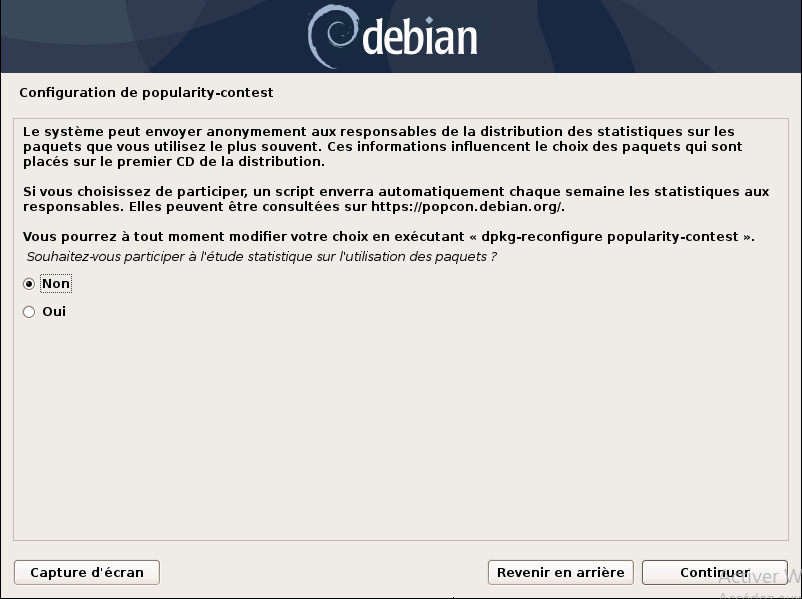 debian
Configuration de popularity-contest
Le système peut envoyer anonymement aux responsables de la distribution des statistiques sur les
paquets que vous utilisez le plus souvent. Ces informations influencent le choix des paquets qui sont
placés sur le premier CD de la distribution.
Si vous choisissez de participer, un script enverra automatiquement chaque semaine les statistiques aux
responsables. Elles peuvent être consultées sur https://popcon.debian.org/.
Vous pourrez à tout moment modifier votre choix en exécutant « dpkg-reconfigure popularity-contest ».
Souhaitez-vous participer à l'étude statistique sur l'utilisation des paquets ?
Non
Oui
Capture d'écran
Revenir en arrière
Continuer
Activer W